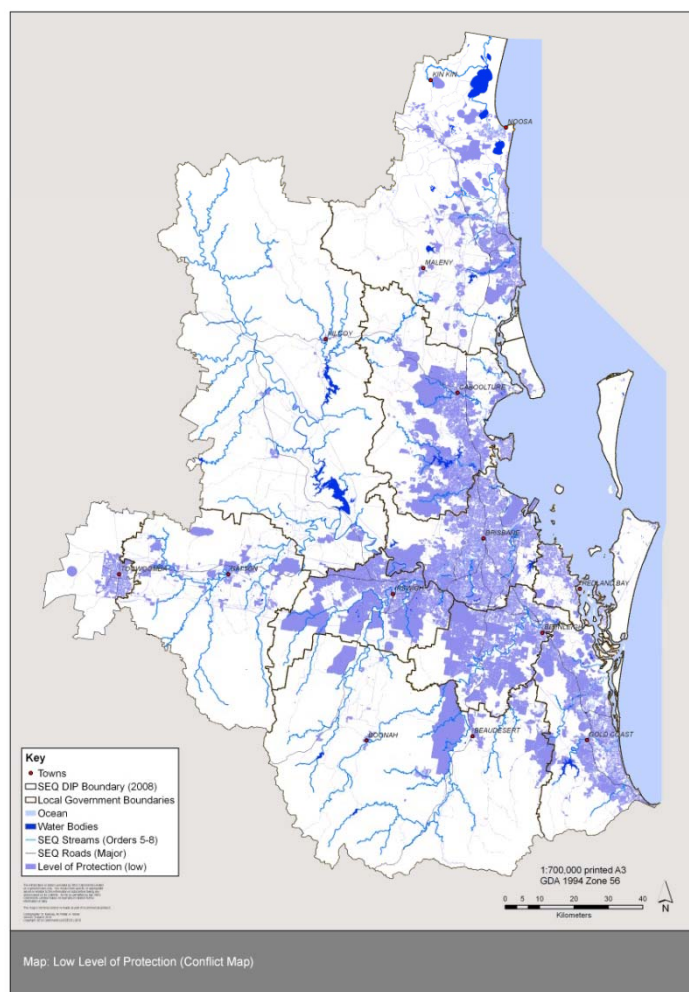 KIN KIN
NOOSA
MALENY
KILCOY
CABOOLTURE
BRISBANE
TOOWOOMBA
GATTON
IPSWICH
REDLAND BAY
BEENLEIGH
BOONAH
BEAUDESERT
GOLD COAST
Key
Towns
SEQ DIP Boundary (2008)
Local Government Boundaries
Ocean
Water Bodies
SEQ Streams (Orders 5-8)
SEQ Roads (Major)
Level of Protection (low)
1:700,000 printed A3
GDA 1994 Zone 56
0 5 10 20 30 40
Kilometers
N
Map: Low Level of Protection (Conflict Map)